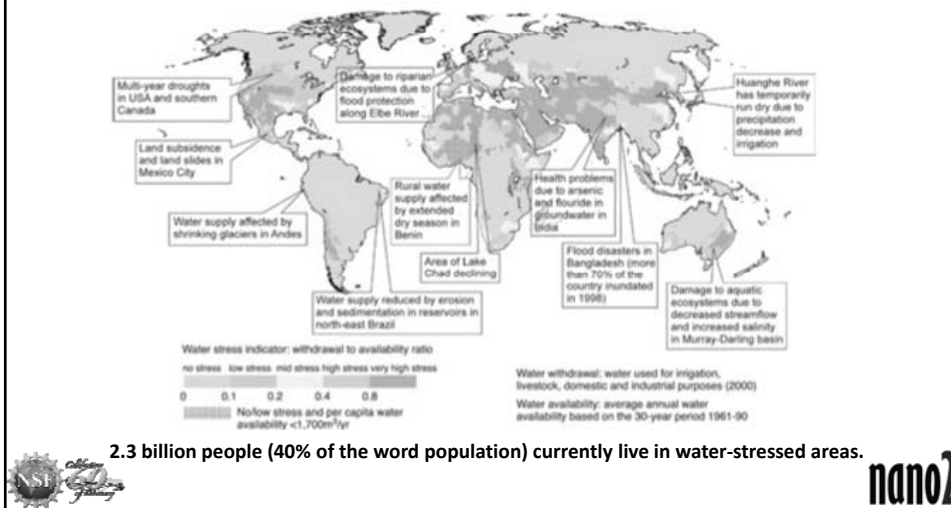 Multi-year droughts
in USA and southern
Canada
Damage to riparian
ecosystems due to
flood protection
along Elbe River ...
Huanghe River
has temporarily
run dry due to
precipitation
decrease and
irrigation
Land subsidence
and land slides in
Mexico City
Water supply affected by
shrinking glaciers in Andes
Rural water
supply affected
by extended
dry season in
Benin
Health problems
due to arsenic
and flouride in
groundwater in
India
Area of Lake
Chad declining
Flood disasters in
Bangladesh (more
than 70% of the
country inundated
in 1998)
Water supply reduced by erosion
and sedimentation in reservoirs in
north-east Brazil
Damage to aquatic
ecosystems due to
decreased streamflow
and increased salinity
in Murray-Darling basin
Water stress indicator: withdrawal to availability ratio
no stress low stress mid stress high stress very high stress
0 0.1 0.2 0.4 0.8
No/low stress and per capita water
availability <1,700m³/yr
Water withdrawal: water used for irrigation,
livestock, domestic and industrial purposes (2000)
Water availability: average annual water
availability based on the 30-year period 1961-90
2.3 billion people (40% of the word population) currently live in water-stressed areas.
NSF
nano2